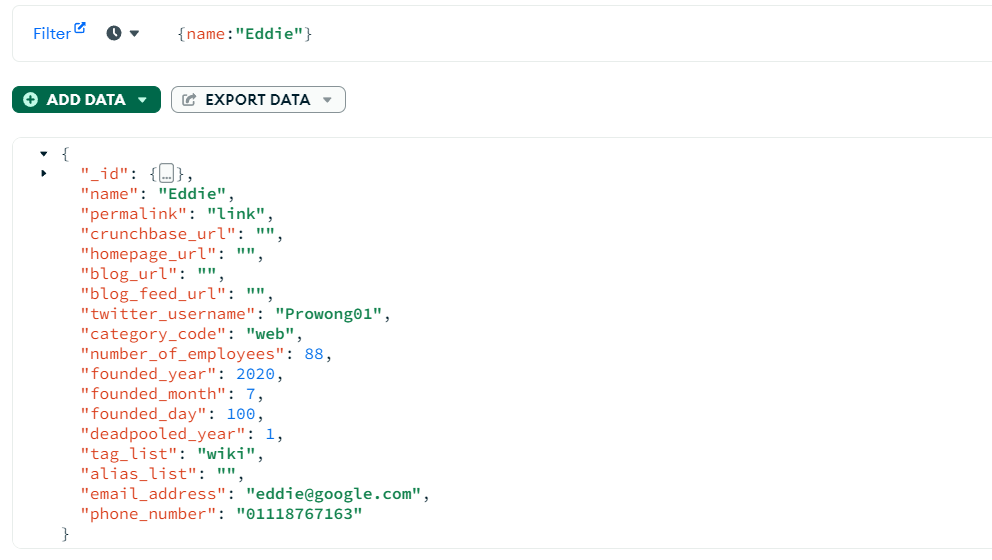 Filter {name:"Eddie"}
ADD DATA EXPORT DATA
{
"_id": {...},
"name": "Eddie",
"permalink": "link",
"crunchbase_url": "",
"homepage_url": "",
"blog_url": "",
"blog_feed_url": "",
"twitter_username": "Prowong01",
"category_code": "web",
"number_of_employees": 88,
"founded_year": 2020,
"founded_month": 7,
"founded_day": 100,
"deadpooled_year": 1,
"tag_list": "wiki",
"alias_list": "",
"email_address": "eddie@google.com",
"phone_number": "01118767163"
}